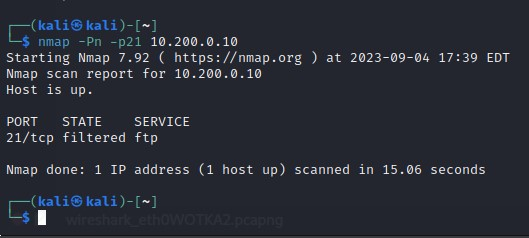 ┌──(kali㉿kali)-[~]
└─$ nmap -Pn -p21 10.200.0.10
Starting Nmap 7.92 ( https://nmap.org ) at 2023-09-04 17:39 EDT
Nmap scan report for 10.200.0.10
Host is up.

PORT   STATE    SERVICE
21/tcp filtered ftp

Nmap done: 1 IP address (1 host up) scanned in 15.06 seconds

┌──(kali㉿kali)-[~]
└─$
wireshark_eth0WOTKA2.pcapng